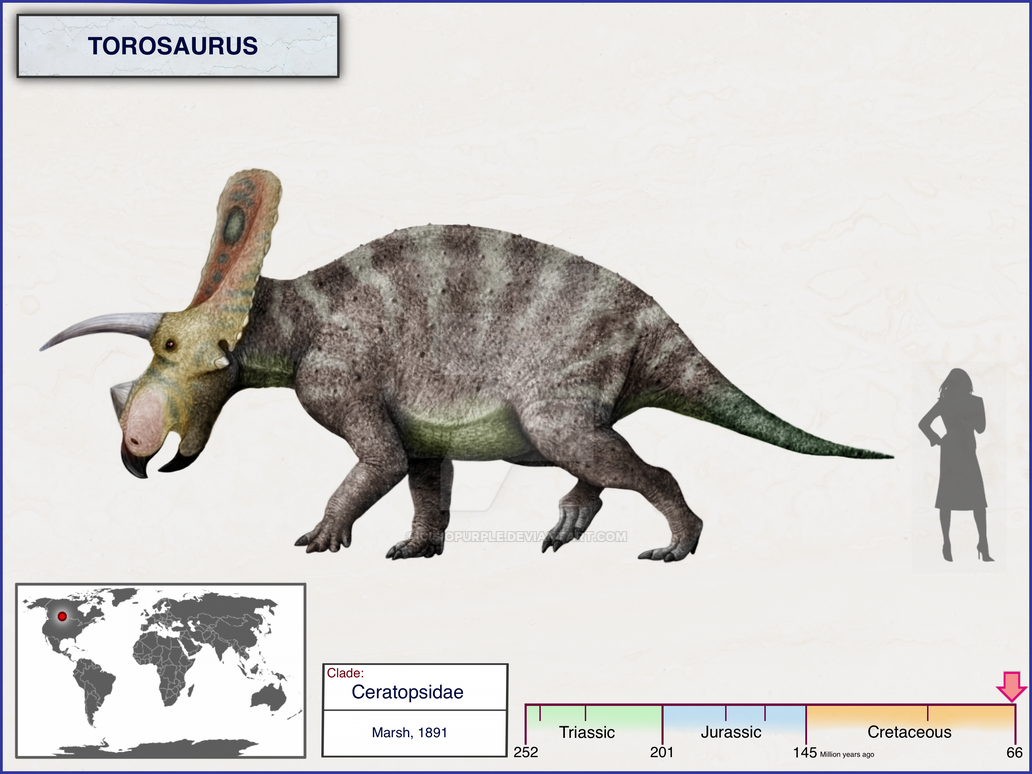 TOROSAURUS
Clade:
Ceratopsidae
Marsh, 1891
Triassic
Jurassic
Cretaceous
252
201
145 Million years ago
66